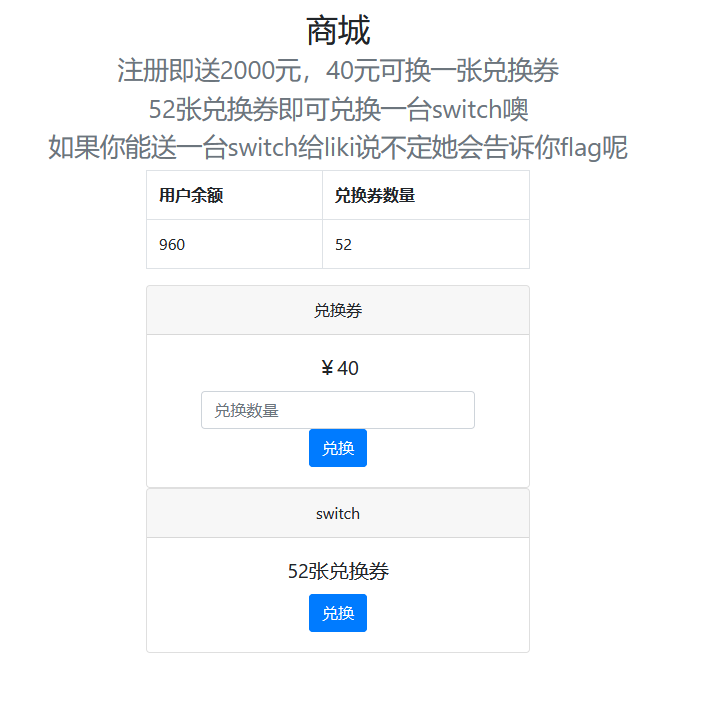 商城
注册即送2000元，40元可换一张兑换券
52张兑换券即可兑换一台switch噢
如果你能送一台switch给liki说不定她会告诉你flag呢
用户余额 兑换券数量
960 52
兑换券
￥40
兑换数量
兑换
switch
52张兑换券
兑换